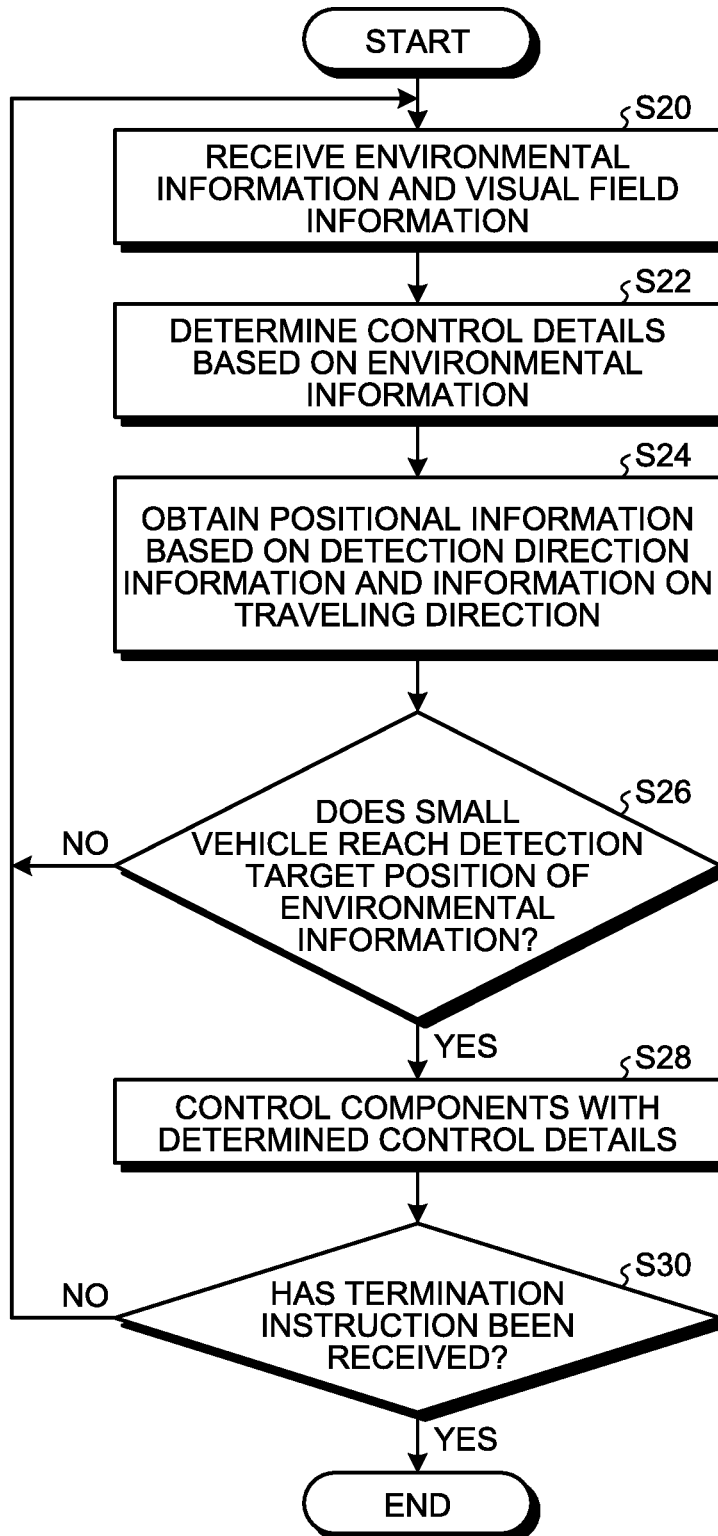 START
S20
RECEIVE ENVIRONMENTAL
INFORMATION AND VISUAL FIELD
INFORMATION
S22
DETERMINE CONTROL DETAILS
BASED ON ENVIRONMENTAL
INFORMATION
S24
OBTAIN POSITIONAL INFORMATION
BASED ON DETECTION DIRECTION
INFORMATION AND INFORMATION ON
TRAVELING DIRECTION
S26
DOES SMALL
VEHICLE REACH DETECTION
TARGET POSITION OF
ENVIRONMENTAL
INFORMATION?
NO
YES
S28
CONTROL COMPONENTS WITH
DETERMINED CONTROL DETAILS
S30
HAS TERMINATION
INSTRUCTION BEEN
RECEIVED?
NO
YES
END